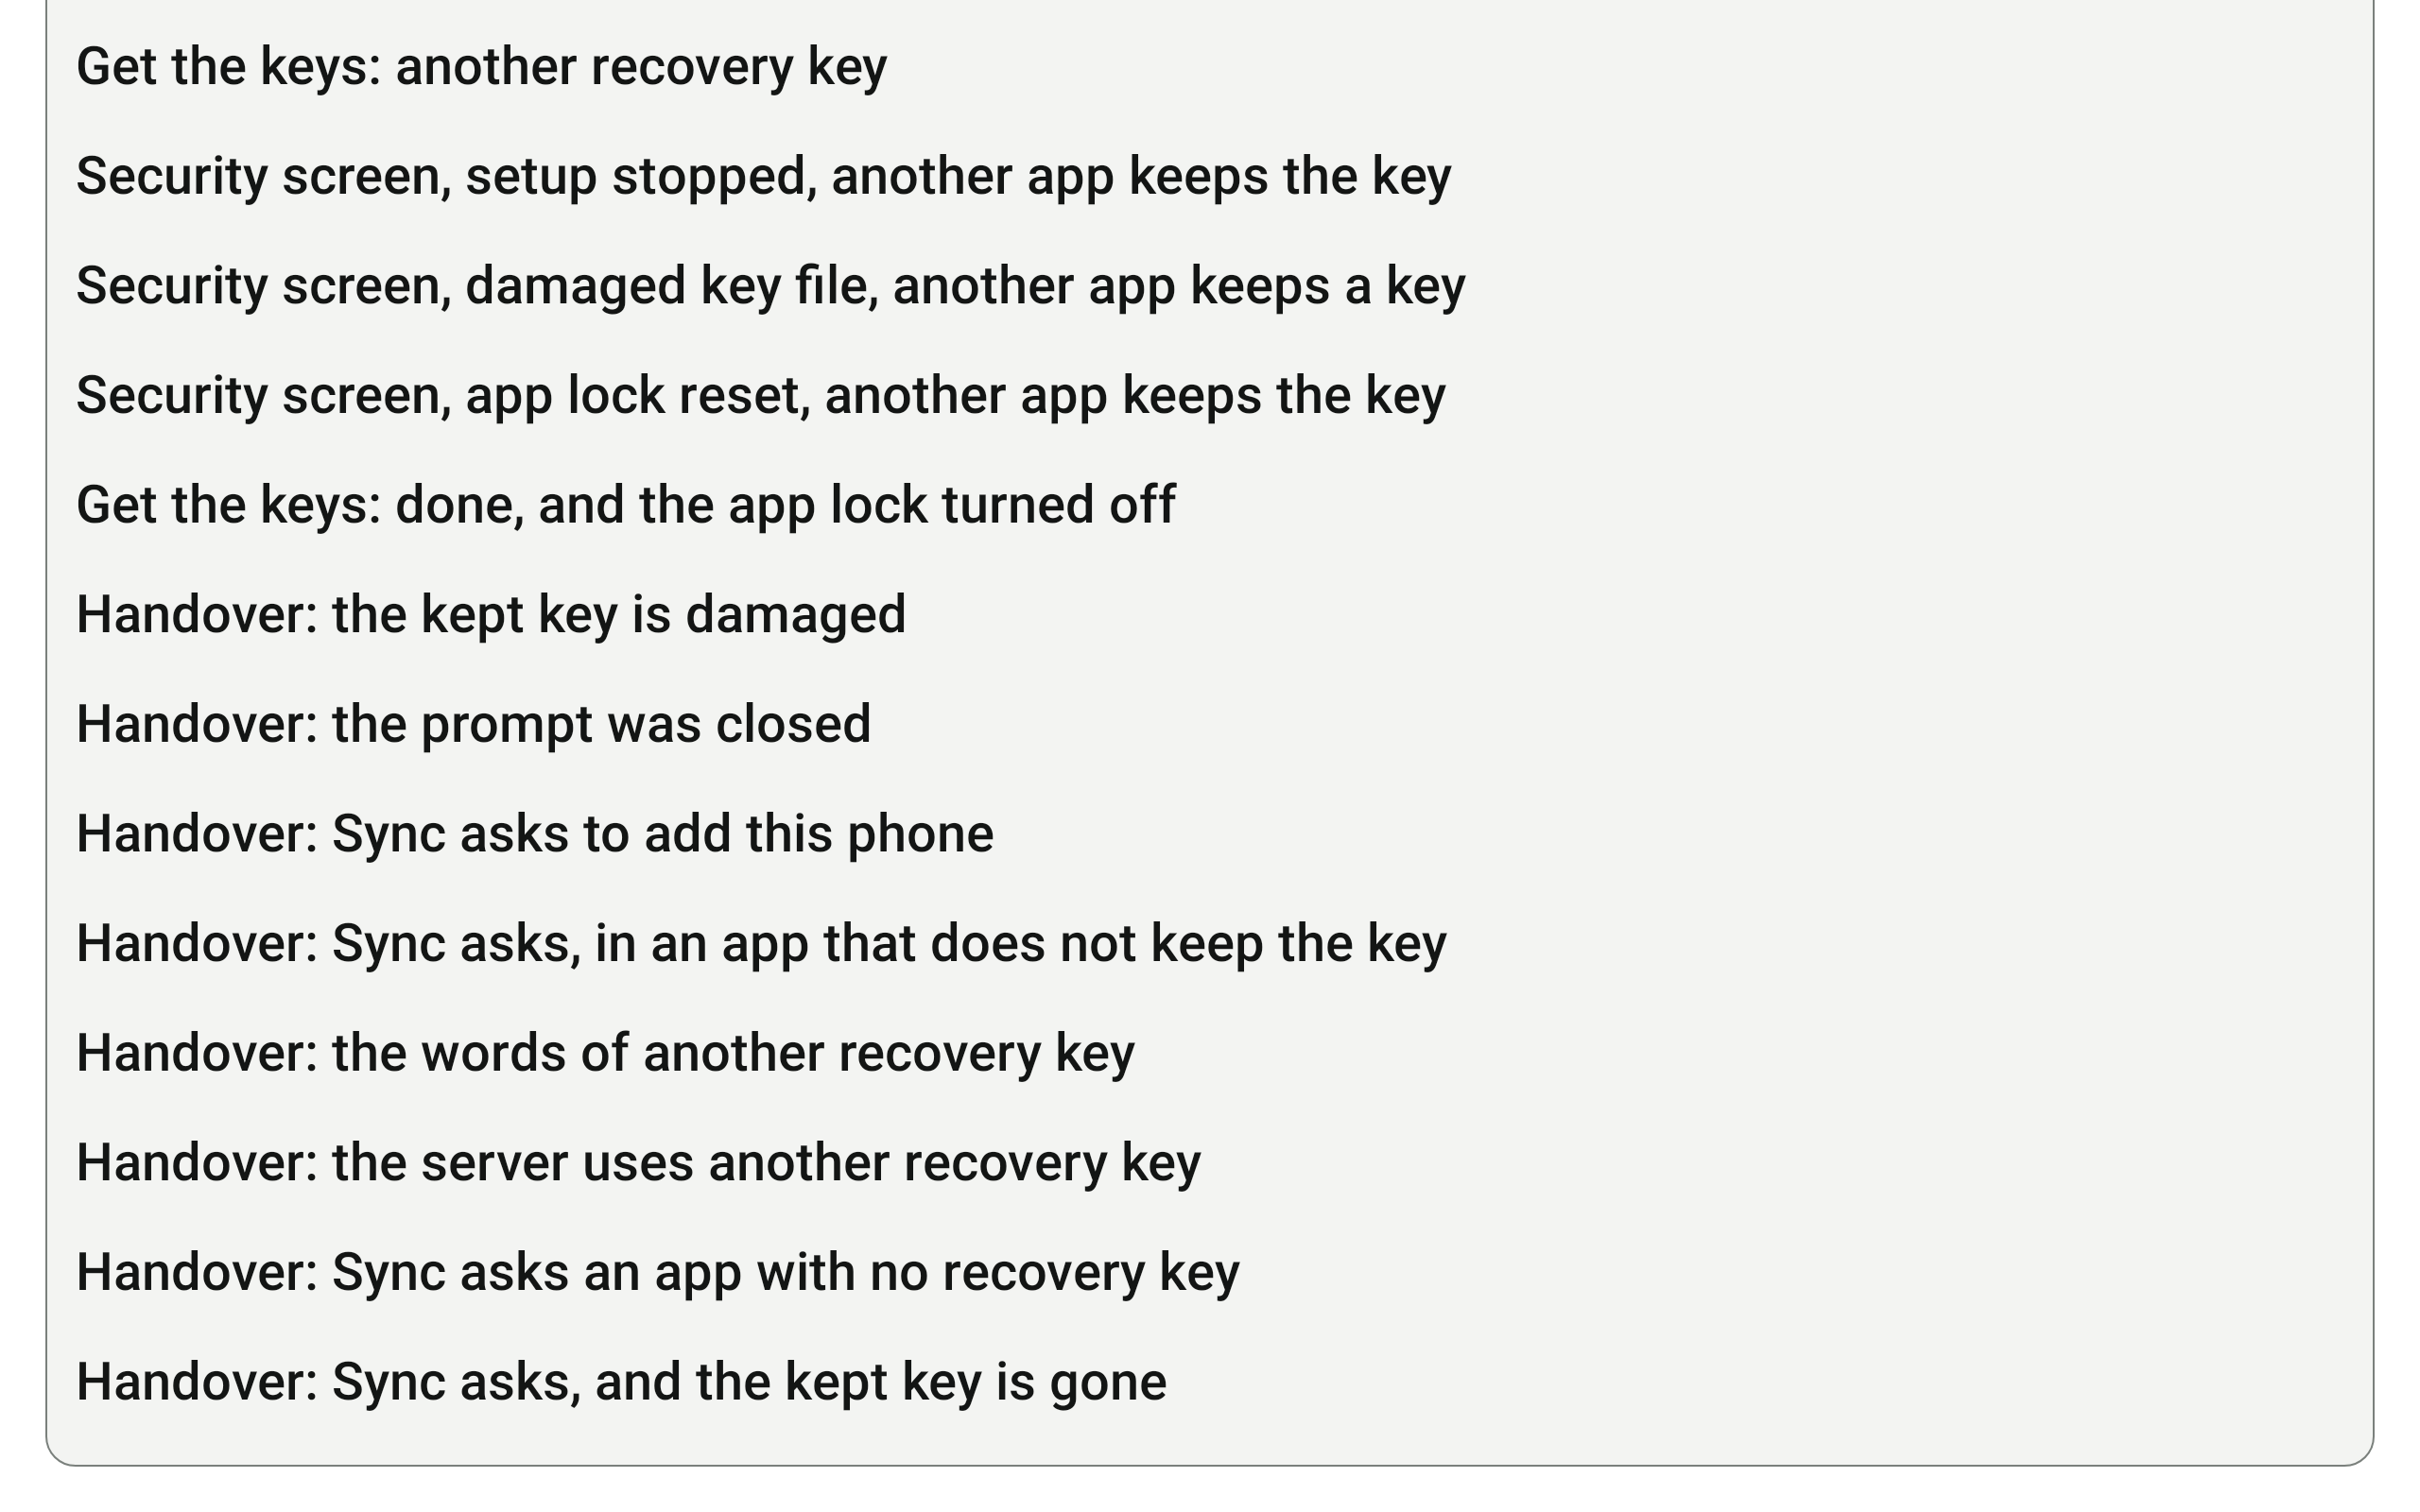 Get the keys: another recovery key
Security screen, setup stopped, another app keeps the key
Security screen, damaged key file, another app keeps a key
Security screen, app lock reset, another app keeps the key
Get the keys: done, and the app lock turned off
Handover: the kept key is damaged
Handover: the prompt was closed
Handover: Sync asks to add this phone
Handover: Sync asks, in an app that does not keep the key
Handover: the words of another recovery key
Handover: the server uses another recovery key
Handover: Sync asks an app with no recovery key
Handover: Sync asks, and the kept key is gone